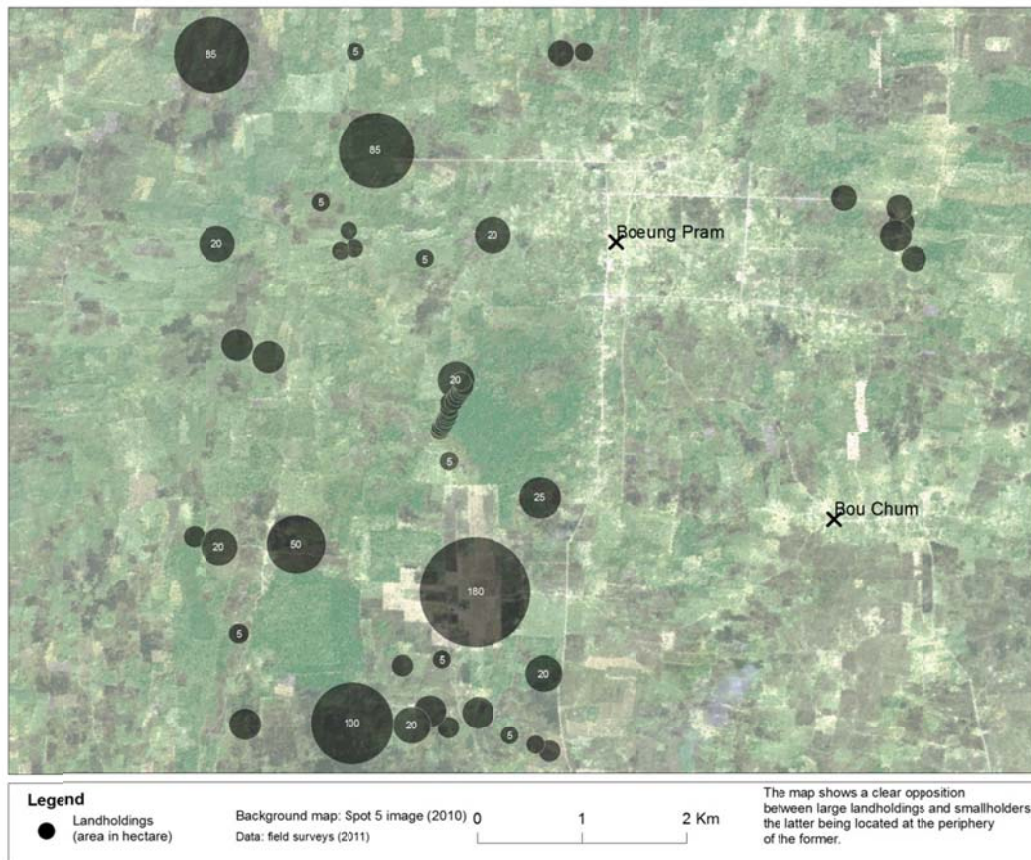 85
5
85
5
20
20
Boeung Pram
5
20
5
25
Bou Chum
20
50
180
5
5
20
100
20
5
Legend
Landholdings
(area in hectare)
Background map: Spot 5 image (2010)
Data: field surveys (2011)
0 1 2 Km
The map shows a clear opposition
between large landholdings and smallholders
the latter being located at the periphery
of the former.